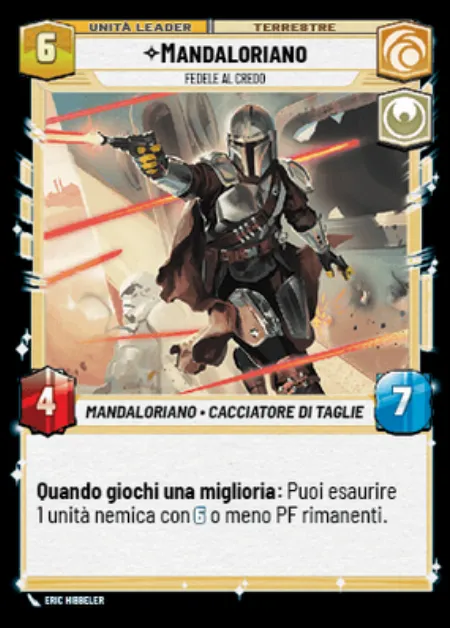 6
UNITÀ LEADER
TERRESTRE
MANDALORIANO
FEDELE AL CREDO
4
MANDALORIANO • CACCIATORE DI TAGLIE
7
Quando giochi una miglioria: Puoi esaurire
1 unità nemica con 6 o meno PF rimanenti.
ERIC HIBBELER